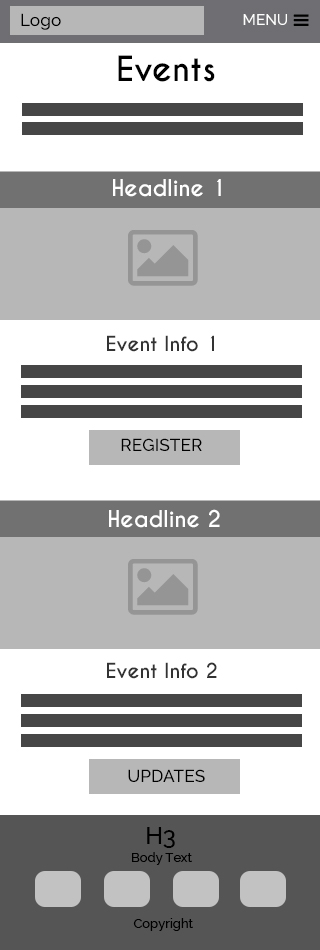 Logo
MENU
Events
Headline 1
Event Info 1
REGISTER
Headline 2
Event Info 2
UPDATES
H3
Body Text
Copyright